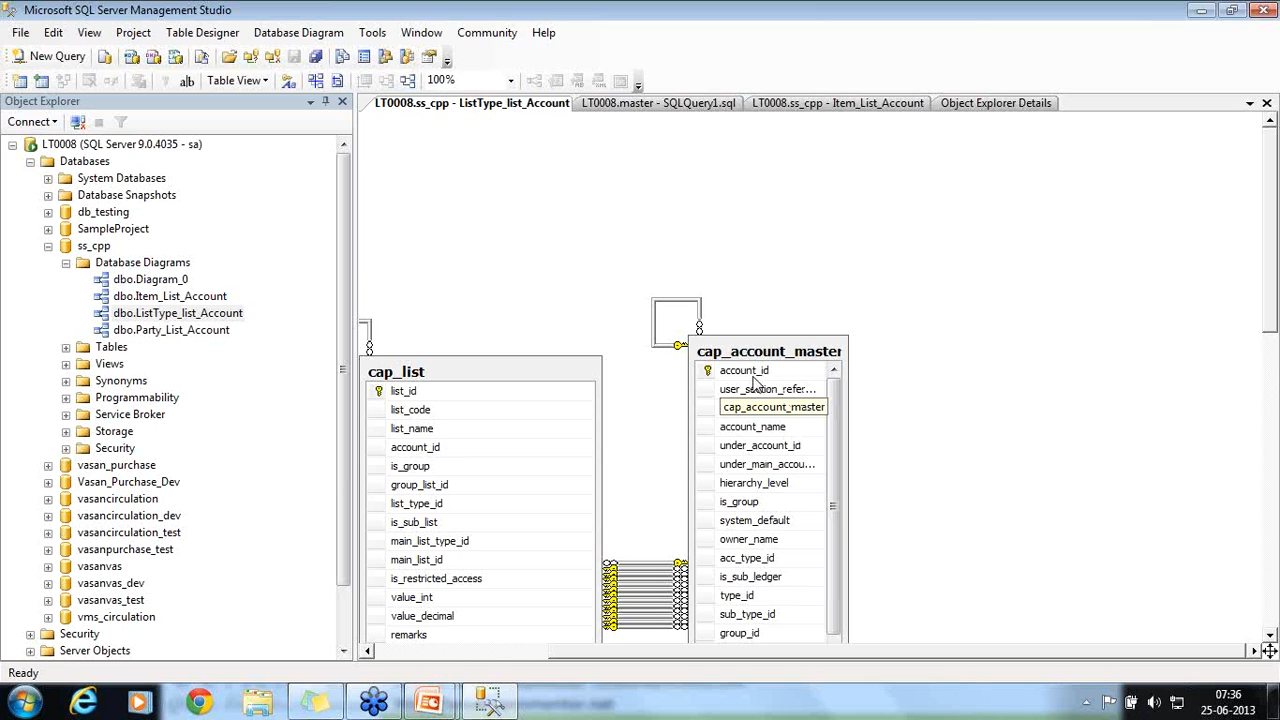 Microsoft SQL Server Management Studio
File Edit View Project Table Designer Database Diagram Tools Window Community Help
New Query
ab Table View 100%
Object Explorer
LT0008.ss_cpp - ListType_list_Account LT0008.master - SQLQuery1.sql LT0008.ss_cpp - Item_List_Account Object Explorer Details
Connect
LT0008 (SQL Server 9.0.4035 - sa)
Databases
System Databases
Database Snapshots
db_testing
SampleProject
ss_cpp
Database Diagrams
dbo.Diagram_0
dbo.Item_List_Account
dbo.ListType_list_Account
dbo.Party_List_Account
Tables
Views
Synonyms
Programmability
Service Broker
Storage
Security
vasan_purchase
Vasan_Purchase_Dev
vasancirculation
vasancirculation_dev
vasancirculation_test
vasanpurchase_test
vasanvas
vasanvas_dev
vasanvas_test
vms_circulation
Security
Server Objects
cap_list
list_id
list_code
list_name
account_id
is_group
group_list_id
list_type_id
is_sub_list
main_list_type_id
main_list_id
is_restricted_access
value_int
value_decimal
remarks
cap_account_master
account_id
user_section_refer...
cap_account_master
account_name
under_account_id
under_main_accou...
hierarchy_level
is_group
system_default
owner_name
acc_type_id
is_sub_ledger
type_id
sub_type_id
group_id
Ready
07:36
25-06-2013